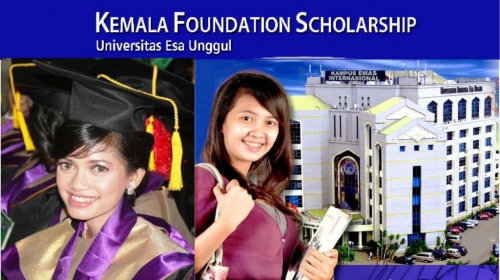 KEMALA FOUNDATION SCHOLARSHIP
Universitas Esa Unggul
KAMPUS EMAS
INTERNASIONAL